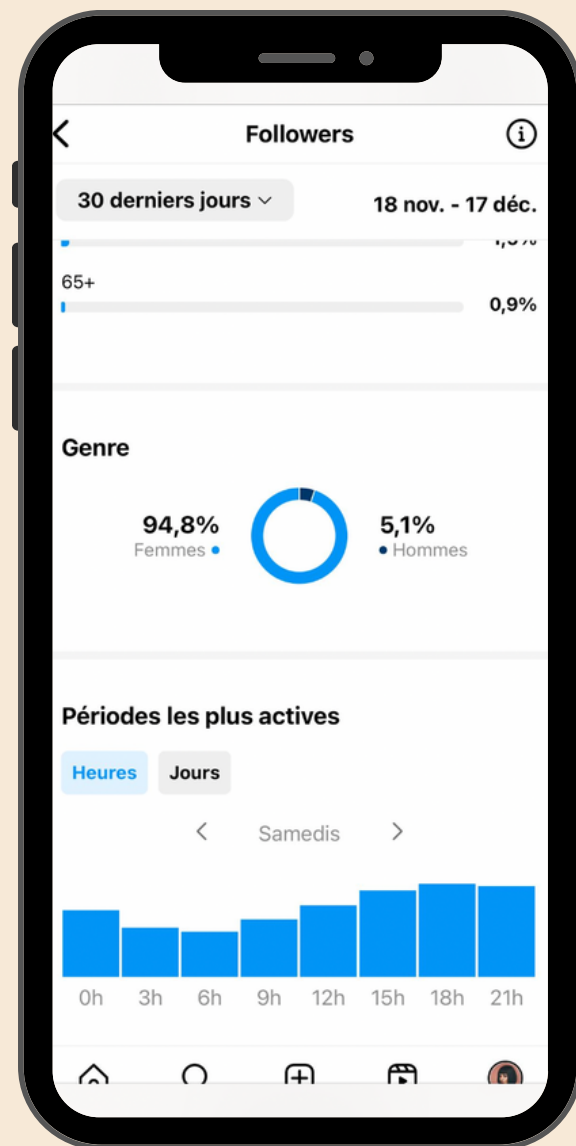 Followers
30 derniers jours
18 nov. - 17 déc.
65+
0,9%
Genre
94,8%
Femmes
5,1%
Hommes
Périodes les plus actives
Heures Jours
Samedis
0h 3h 6h 9h 12h 15h 18h 21h